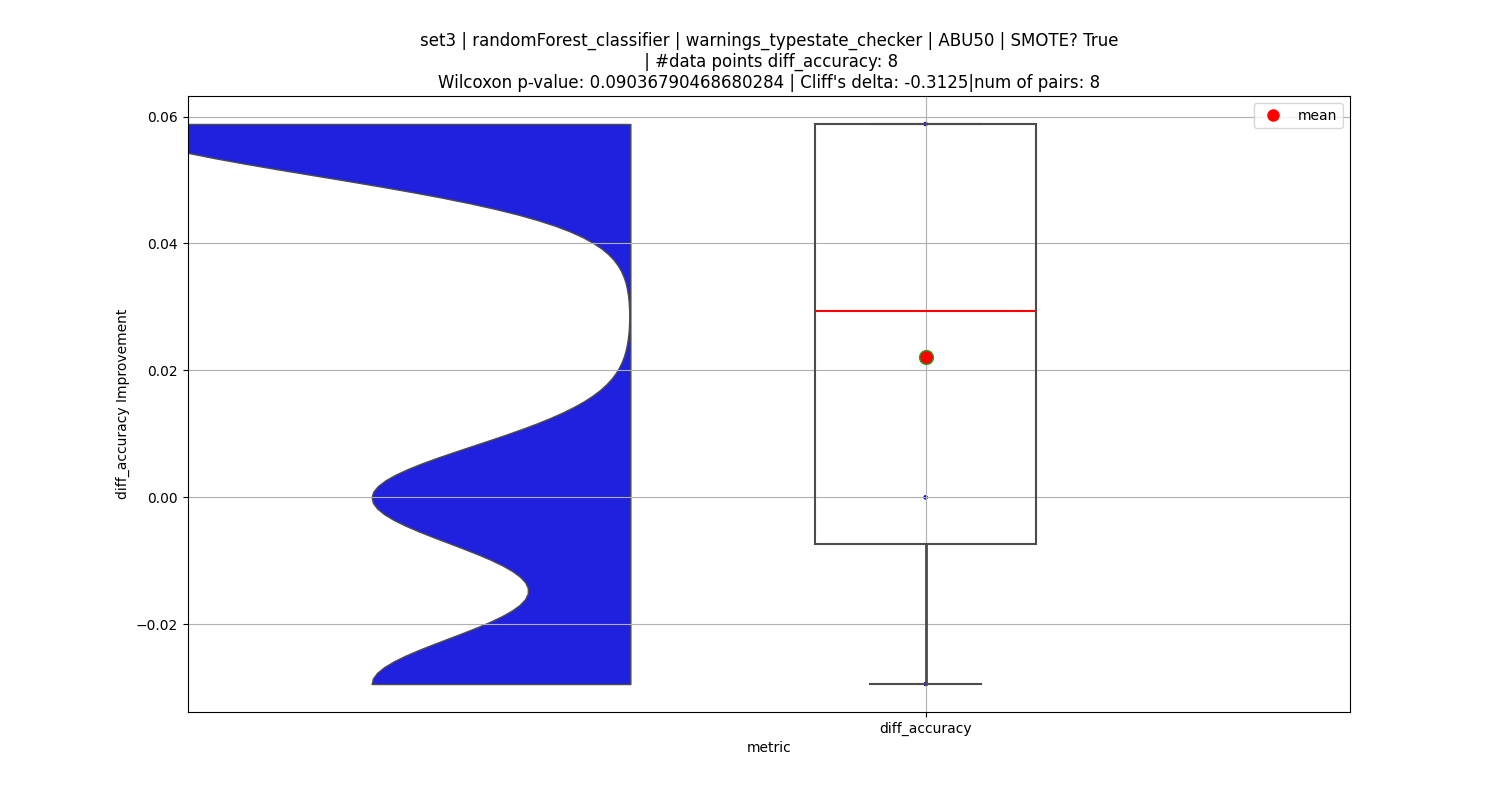 set3 | randomForest_classifier | warnings_typestate_checker | ABU50 | SMOTE? True
| #data points diff_accuracy: 8
Wilcoxon p-value: 0.09036790468680284 | Cliff's delta: -0.3125|num of pairs: 8
mean
0.06
0.04
0.02
0.00
−0.02
diff_accuracy Improvement
diff_accuracy
metric